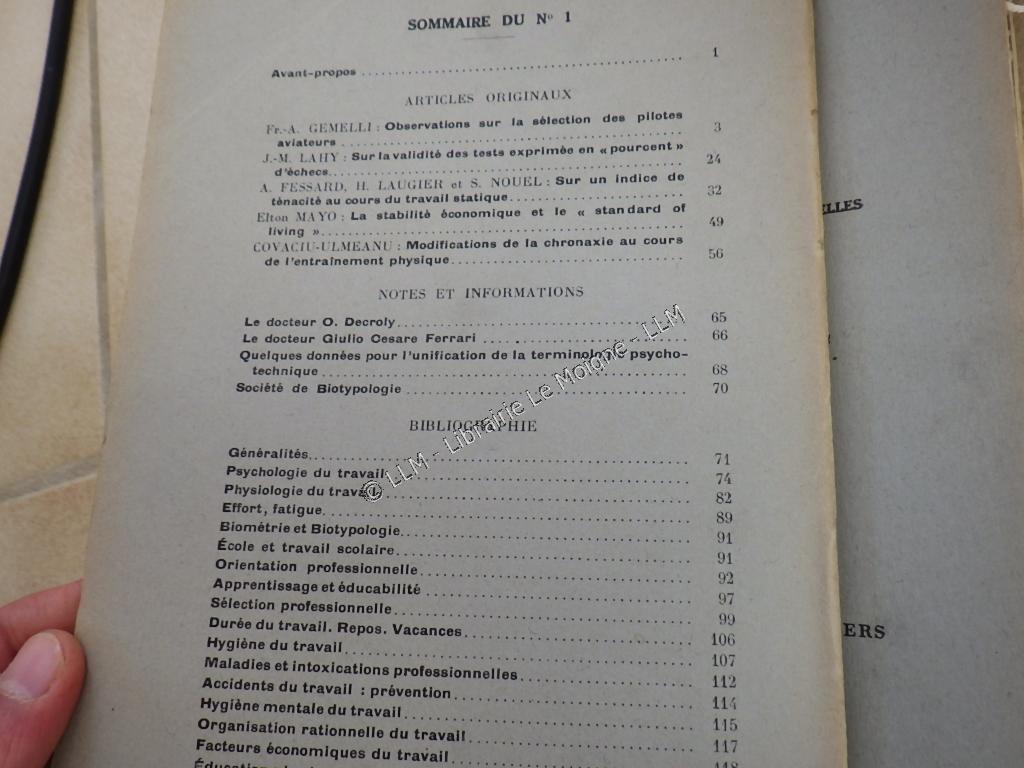 SOMMAIRE DU Nº 1
Avant-propos ........ 1
ARTICLES ORIGINAUX
Fr.-A. GEMELLI : Observations sur la sélection des pilotes
aviateurs ........ 3
J.-M. LAHY : Sur la validité des tests exprimée en « pourcent »
d'échecs........ 24
A. FESSARD, H. LAUGIER et S. NOUEL : Sur un indice de
ténacité au cours du travail statique........ 32
Elton MAYO : La stabilité économique et le « standard of
living »........ 49
COVACIU-ULMEANU : Modifications de la chronaxie au cours
de l'entraînement physique........ 56
NOTES ET INFORMATIONS
Le docteur O. Decroly........ 65
Le docteur Giulio Cesare Ferrari ........ 66
Quelques données pour l'unification de la terminologie psycho-
technique ........ 68
Société de Biotypologie ........ 70
BIBLIOGRAPHIE
Généralités........ 71
Psychologie du travail........ 74
Physiologie du travail........ 82
Effort, fatigue........ 89
Biométrie et Biotypologie........ 91
École et travail scolaire........ 91
Orientation professionnelle........ 92
Apprentissage et éducabilité ........ 97
Sélection professionnelle........ 99
Durée du travail. Repos. Vacances........ 106
Hygiène du travail........ 107
Maladies et intoxications professionnelles........ 112
Accidents du travail : prévention........ 114
Hygiène mentale du travail........ 115
Organisation rationnelle du travail........ 117
Facteurs économiques du travail........ 118
© LLM - Librairie Le Moigne - LLM
ELLES
ERS